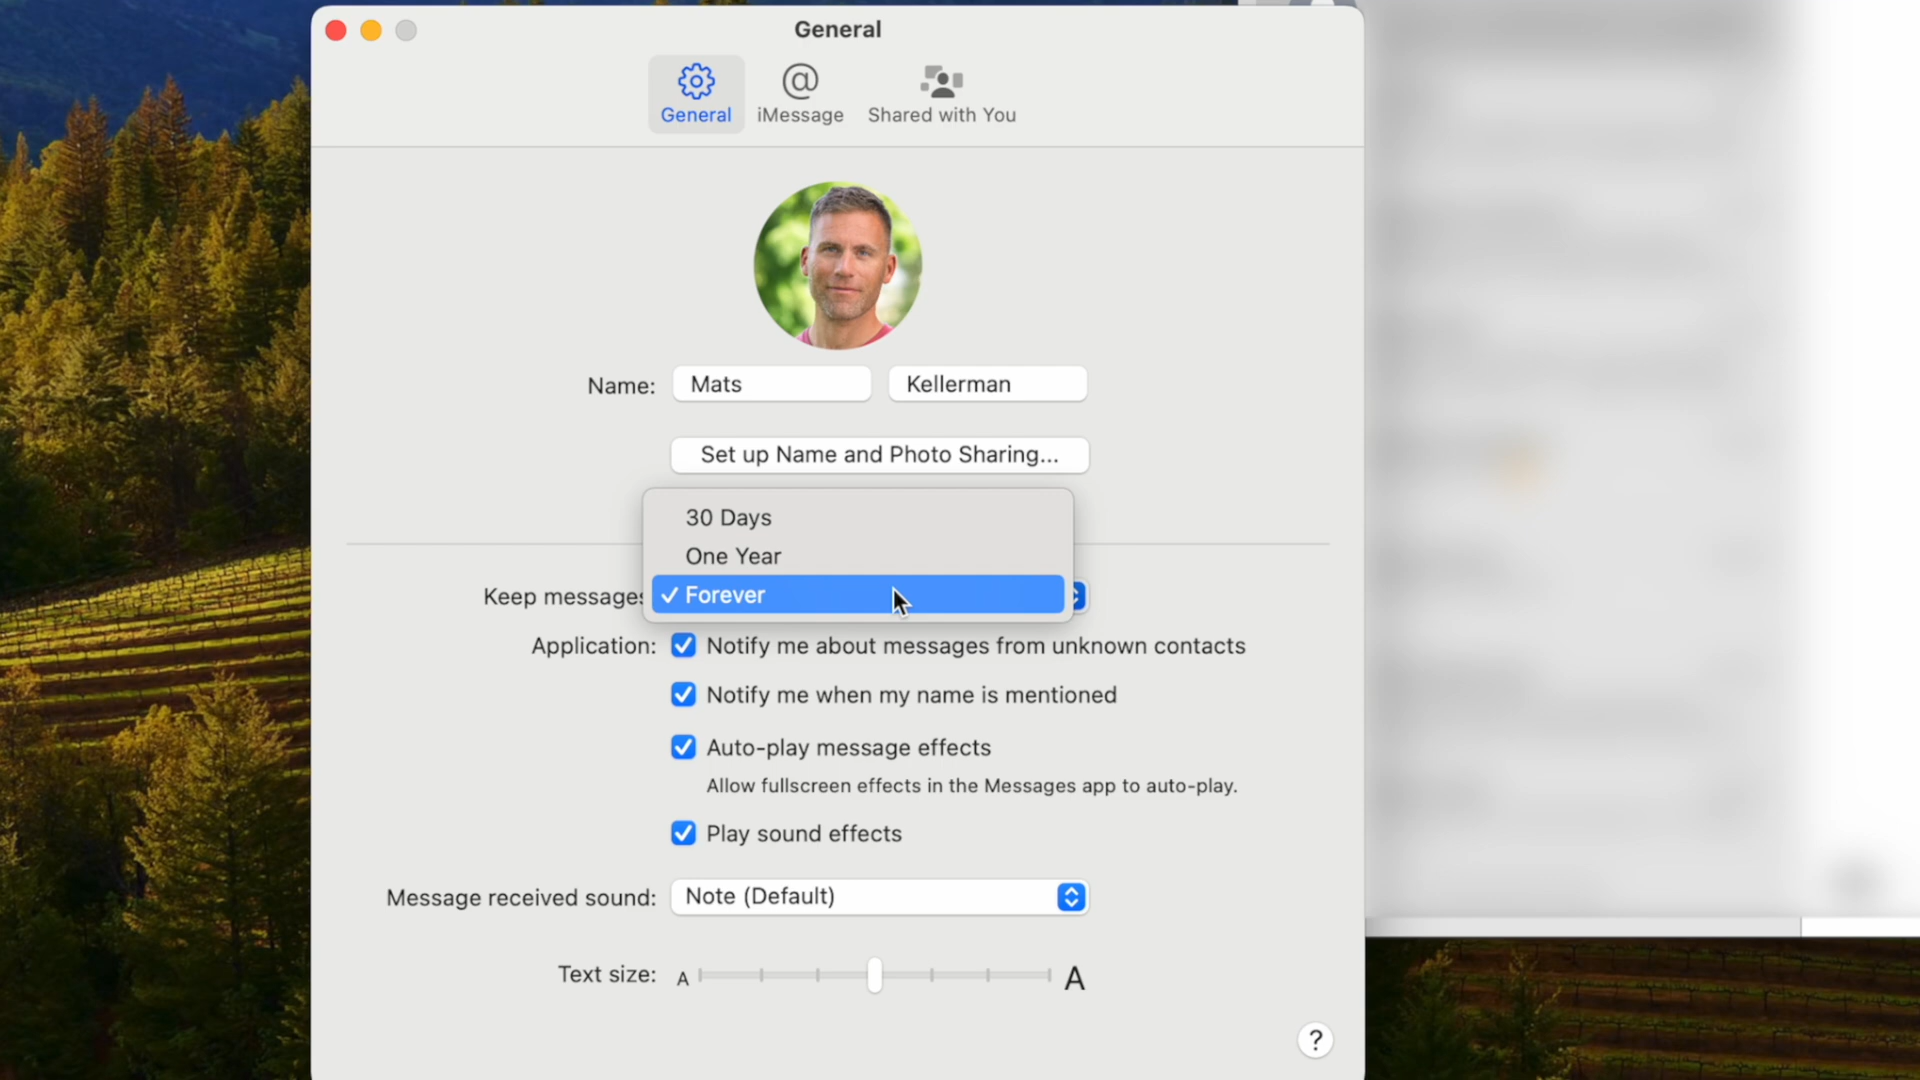 General
General
@
iMessage
Shared with You
Name:
Mats
Kellerman
Set up Name and Photo Sharing...
30 Days
One Year
Keep messages
✓ Forever
Application:
Notify me about messages from unknown contacts
Notify me when my name is mentioned
Auto-play message effects
Allow fullscreen effects in the Messages app to auto-play.
Play sound effects
Message received sound:
Note (Default)
Text size:
A
A
?